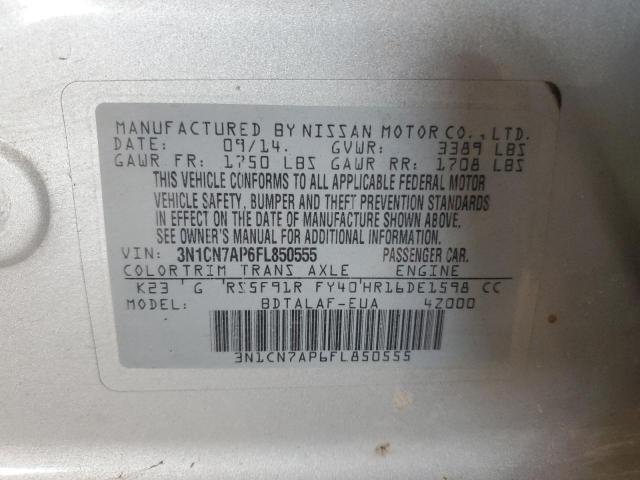 MANUFACTURED BY NISSAN MOTOR CO., LTD.
DATE: 09/14. GVWR: 3389 LBS
GAWR FR: 1750 LBS GAWR RR: 1708 LBS
THIS VEHICLE CONFORMS TO ALL APPLICABLE FEDERAL MOTOR
VEHICLE SAFETY, BUMPER AND THEFT PREVENTION STANDARDS
IN EFFECT ON THE DATE OF MANUFACTURE SHOWN ABOVE.
SEE OWNER'S MANUAL FOR ADDITIONAL INFORMATION.
VIN: 3N1CN7AP6FL850555 PASSENGER CAR.
COLOR TRIM TRANS AXLE ENGINE
K23 G RS5F91R FY40 HR16DE1598 CC
MODEL: BDTALAF-EUA 4Z000
3N1CN7AP6FL850555